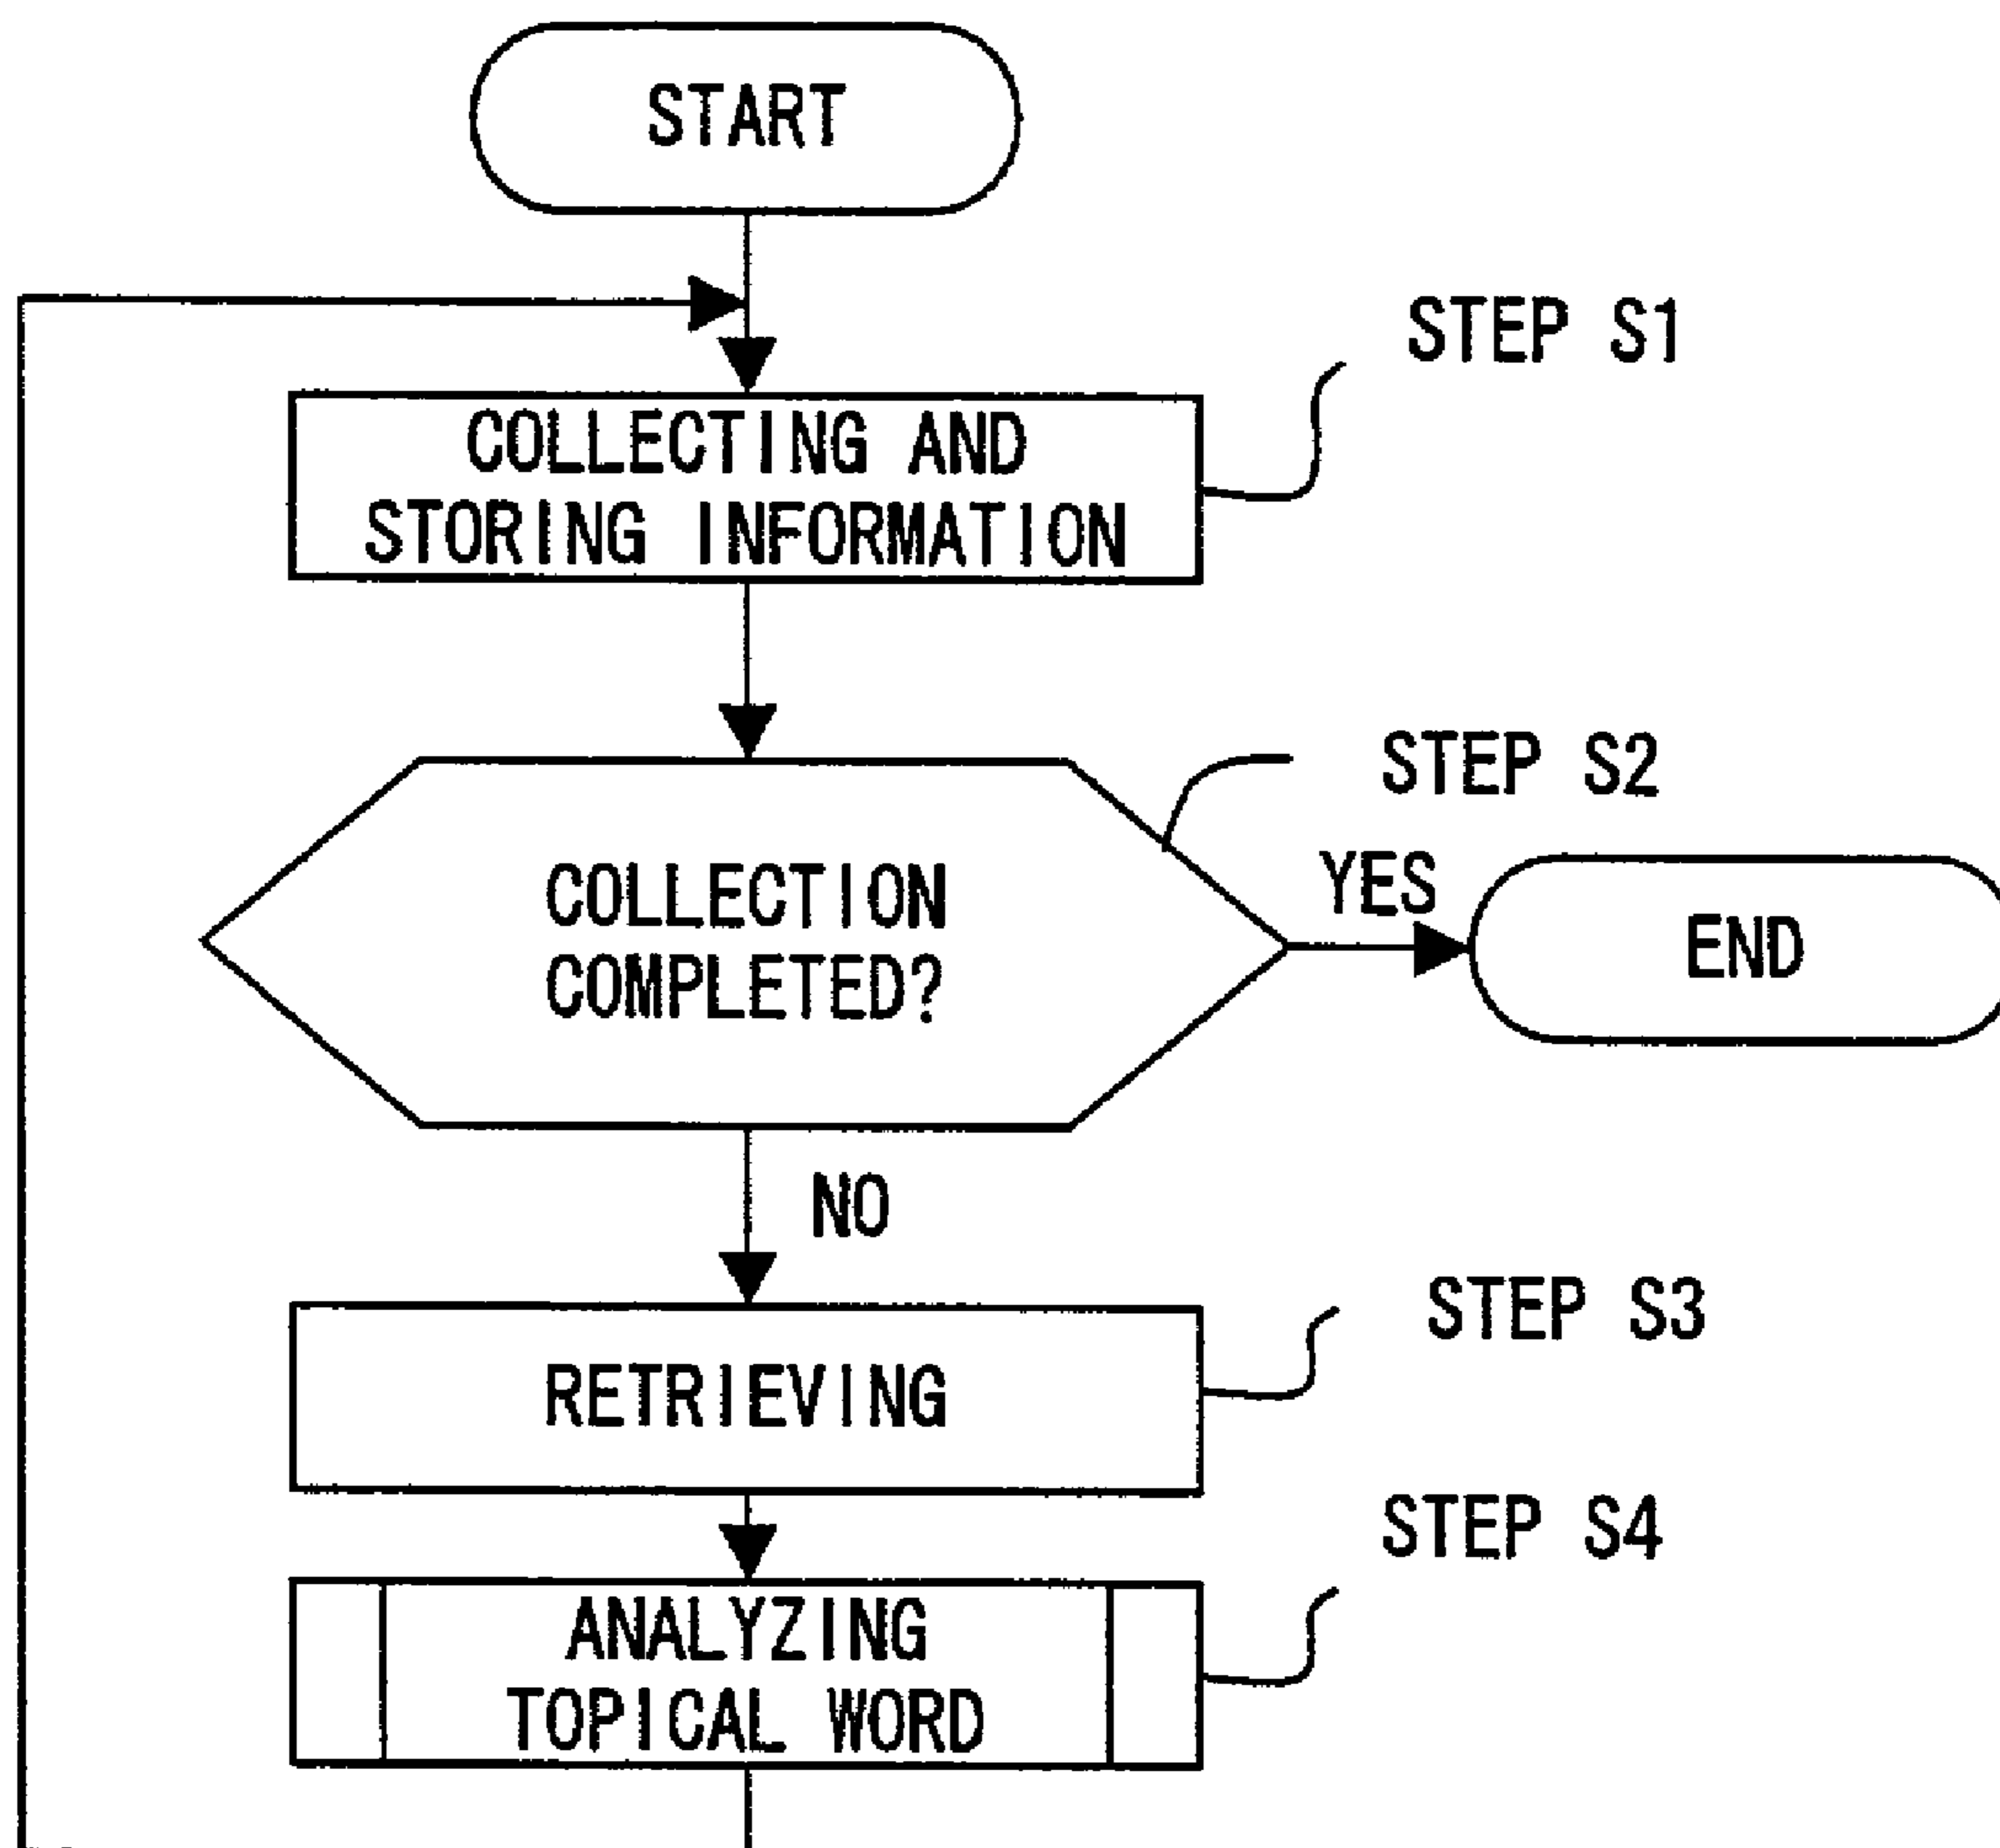 START
STEP S1
COLLECTING AND
STORING INFORMATION
STEP S2
COLLECTION
COMPLETED?
YES
END
NO
STEP S3
RETRIEVING
STEP S4
ANALYZING
TOPICAL WORD